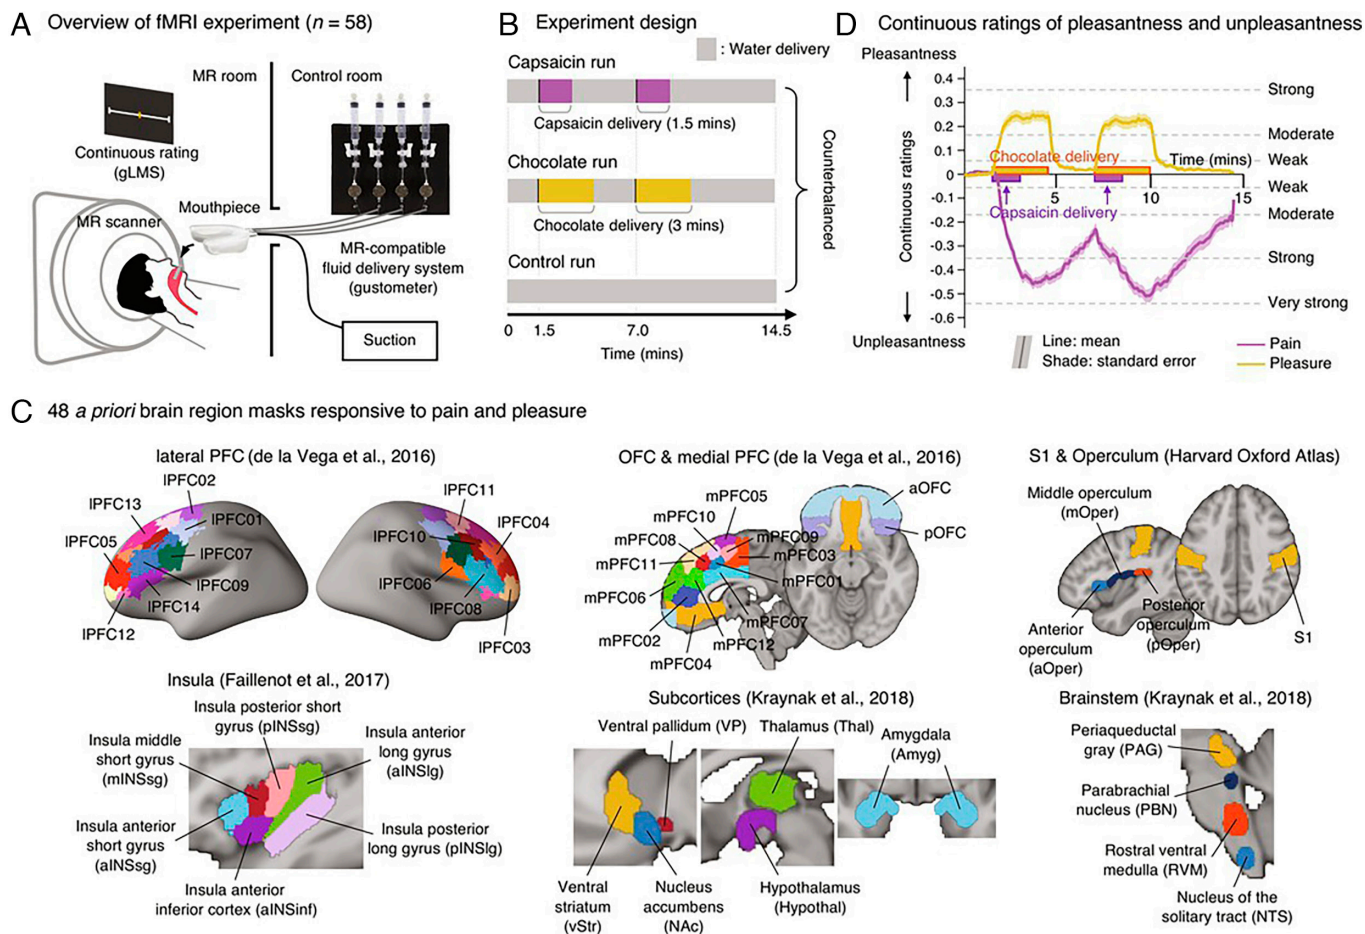 A Overview of fMRI experiment (n = 58)
MR room
Control room
Continuous rating
(gLMS)
MR scanner
Mouthpiece
MR-compatible
fluid delivery system
(gustometer)
Suction
B Experiment design
: Water delivery
Capsaicin run
Capsaicin delivery (1.5 mins)
Chocolate run
Chocolate delivery (3 mins)
Control run
Counterbalanced
0 1.5 7.0 14.5
Time (mins)
D Continuous ratings of pleasantness and unpleasantness
Pleasantness
Continuous ratings
0.4
0.3
0.2
0.1
0
-0.1
-0.2
-0.3
-0.4
-0.5
-0.6
Unpleasantness
Strong
Moderate
Weak
Weak
Moderate
Strong
Very strong
Chocolate delivery
Time (mins)
5 10 15
Capsaicin delivery
Line: mean
Shade: standard error
Pain
Pleasure
C 48 a priori brain region masks responsive to pain and pleasure
lateral PFC (de la Vega et al., 2016)
lPFC02
lPFC13
lPFC01
lPFC05
lPFC07
lPFC09
lPFC14
lPFC12
lPFC11
lPFC04
lPFC10
lPFC06
lPFC08
lPFC03
OFC & medial PFC (de la Vega et al., 2016)
mPFC05
mPFC10
mPFC08
mPFC09
mPFC11
mPFC03
mPFC06
mPFC01
mPFC02
mPFC07
mPFC12
mPFC04
aOFC
pOFC
S1 & Operculum (Harvard Oxford Atlas)
Middle operculum
(mOper)
Anterior
operculum
(aOper)
Posterior
operculum
(pOper)
S1
Insula (Faillenot et al., 2017)
Insula posterior short
gyrus (pINSsg)
Insula middle
short gyrus
(mINSsg)
Insula anterior
long gyrus
(aINSlg)
Insula anterior
short gyrus
(aINSsg)
Insula posterior
long gyrus (pINSlg)
Insula anterior
inferior cortex (aINSinf)
Subcortices (Kraynak et al., 2018)
Ventral pallidum (VP)
Thalamus (Thal)
Amygdala
(Amyg)
Ventral
striatum
(vStr)
Nucleus
accumbens
(NAc)
Hypothalamus
(Hypothal)
Brainstem (Kraynak et al., 2018)
Periaqueductal
gray (PAG)
Parabrachial
nucleus (PBN)
Rostral ventral
medulla (RVM)
Nucleus of the
solitary tract (NTS)